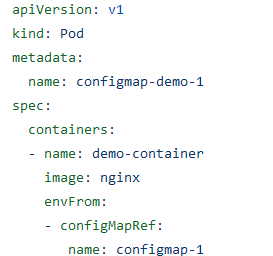 apiVersion: v1
kind: Pod
metadata:
  name: configmap-demo-1
spec:
  containers:
  - name: demo-container
    image: nginx
    envFrom:
    - configMapRef:
       name: configmap-1